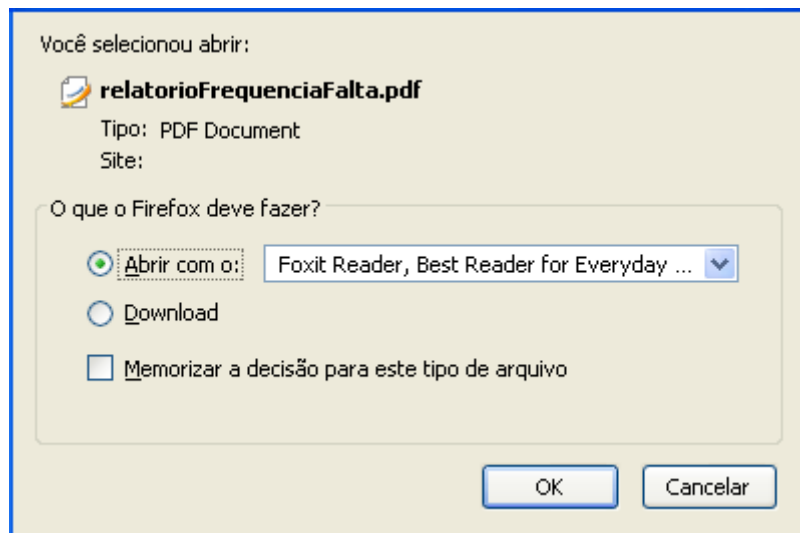 Você selecionou abrir:
relatorioFrequenciaFalta.pdf
Tipo: PDF Document
Site:
O que o Firefox deve fazer?
Abrir com o: Foxit Reader, Best Reader for Everyday ...
Download
Memorizar a decisão para este tipo de arquivo
OK Cancelar